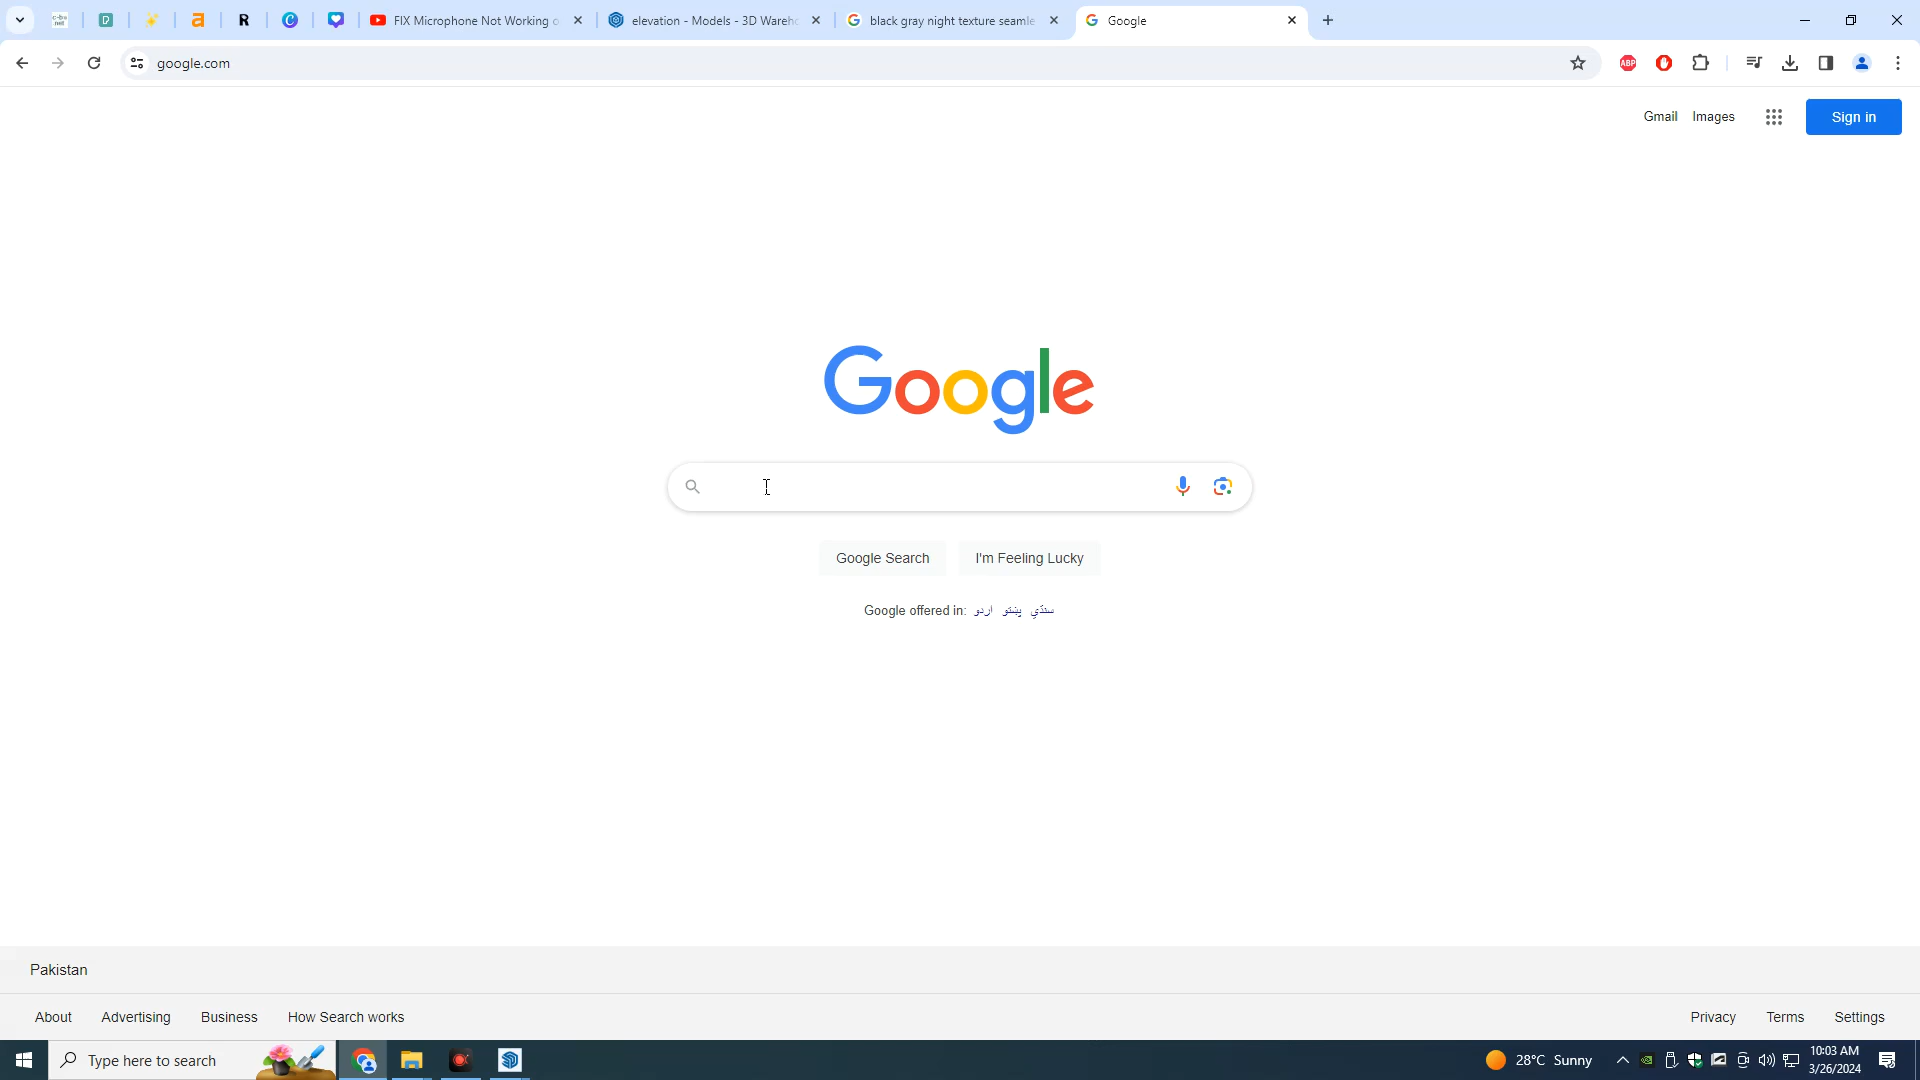 FIX Microphone Not Working o
elevation - Models - 3D Wareho
black gray night texture seamle
Google
google.com
ABP
Gmail
Images
Sign in
Google
Google Search
I'm Feeling Lucky
Google offered in: اردو پښتو سنڌي
Pakistan
About
Advertising
Business
How Search works
Privacy
Terms
Settings
Type here to search
28°C Sunny
10:03 AM
3/26/2024